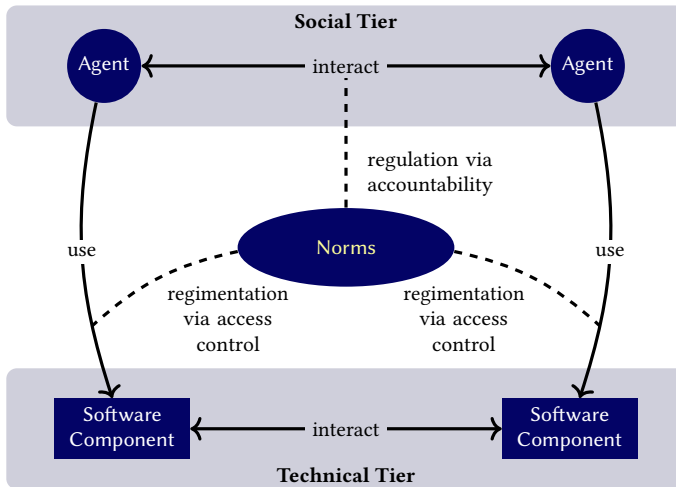 Social Tier
Agent
interact
Agent
regulation via
accountability
use
Norms
use
regimentation
via access
control
regimentation
via access
control
Software
Component
interact
Software
Component
Technical Tier